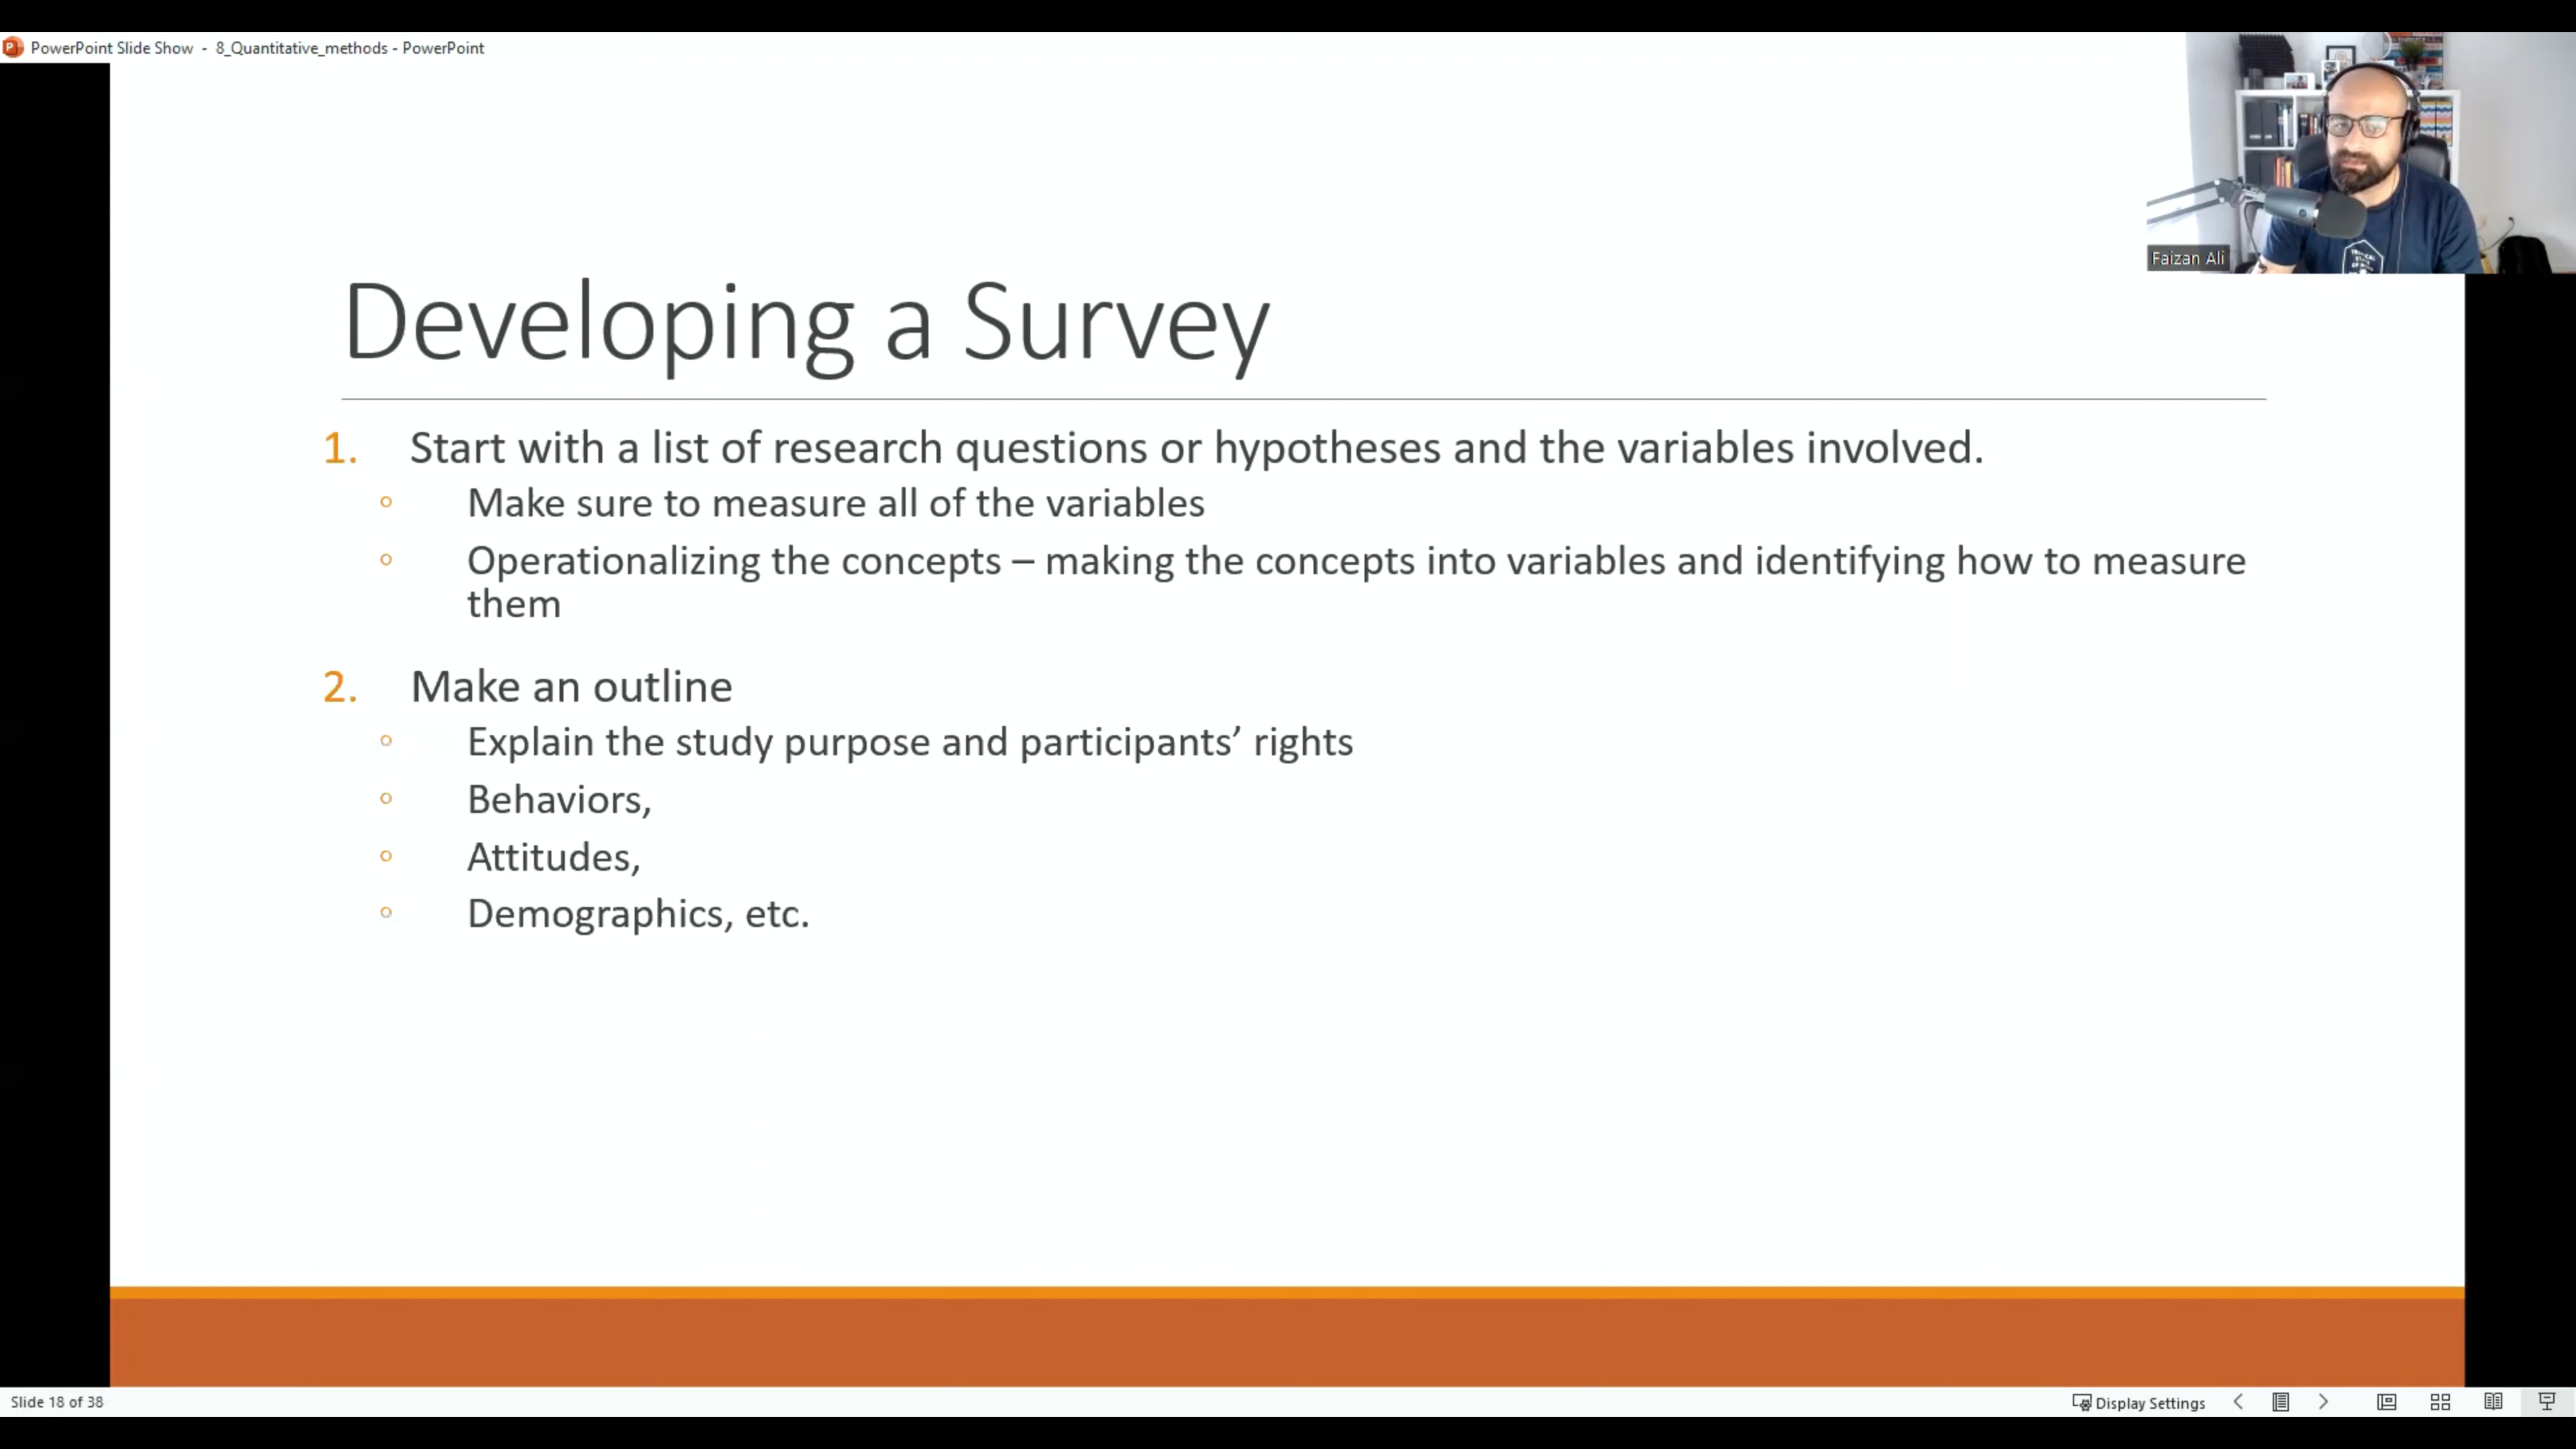 PowerPoint Slide Show - 8_Quantitative_methods - PowerPoint
Faizan Ali
Developing a Survey
1. Start with a list of research questions or hypotheses and the variables involved.
Make sure to measure all of the variables
Operationalizing the concepts – making the concepts into variables and identifying how to measure
them
2. Make an outline
Explain the study purpose and participants’ rights
Behaviors,
Attitudes,
Demographics, etc.
Slide 18 of 38
Display Settings